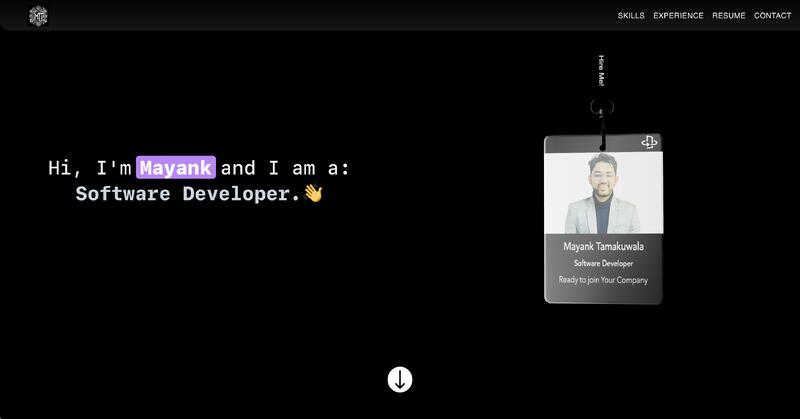 SKILLS EXPERIENCE RESUME CONTACT
Hire Me!
Hi, I'm Mayank and I am a:
Software Developer.👋
Mayank Tamakuwala
Software Developer
Ready to join Your Company